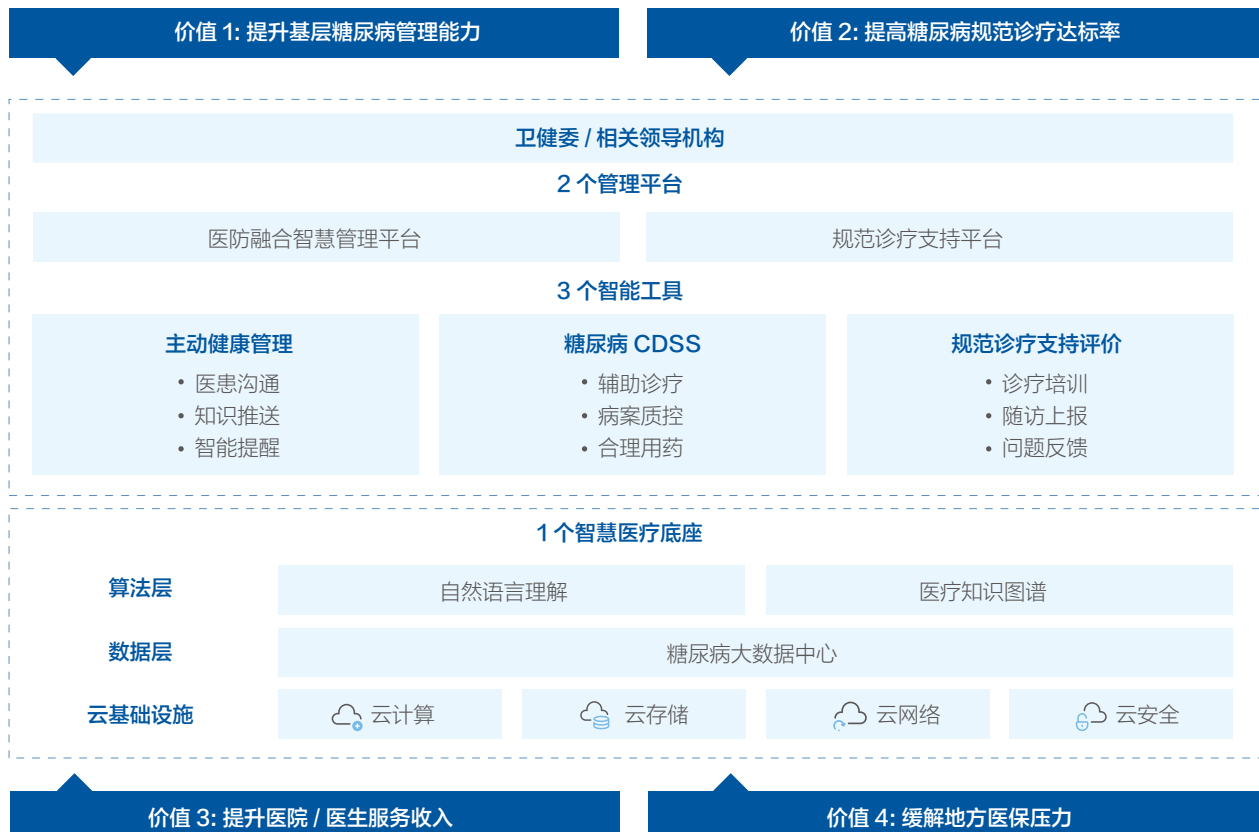 价值 1: 提升基层糖尿病管理能力
价值 2: 提高糖尿病规范诊疗达标率
卫健委 / 相关领导机构
2 个管理平台
医防融合智慧管理平台
规范诊疗支持平台
3 个智能工具
主动健康管理
• 医患沟通
• 知识推送
• 智能提醒
糖尿病 CDSS
• 辅助诊疗
• 病案质控
• 合理用药
规范诊疗支持评价
• 诊疗培训
• 随访上报
• 问题反馈
1 个智慧医疗底座
算法层
自然语言理解
医疗知识图谱
数据层
糖尿病大数据中心
云基础设施
云计算
云存储
云网络
云安全
价值 3: 提升医院 / 医生服务收入
价值 4: 缓解地方医保压力